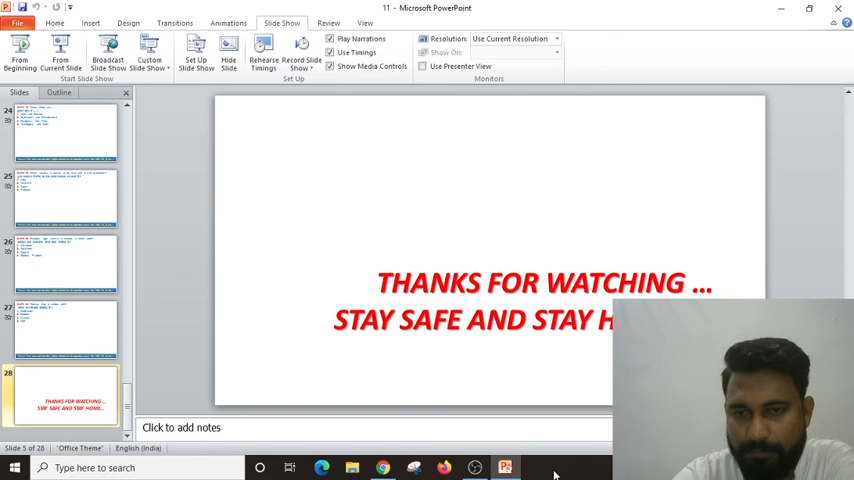 11 - Microsoft PowerPoint
File
Home
Insert
Design
Transitions
Animations
Slide Show
Review
View
From
Beginning
From
Current Slide
Broadcast
Slide Show
Custom
Slide Show
Start Slide Show
Set Up
Slide Show
Hide
Slide
Rehearse
Timings
Record Slide
Show
Play Narrations
Use Timings
Show Media Controls
Set Up
Resolution:
Use Current Resolution
Show On:
Use Presenter View
Monitors
Slides
Outline
24
25
26
27
28
THANKS FOR WATCHING ...
STAY SAFE AND STAY HOME...
THANKS FOR WATCHING ...
STAY SAFE AND STAY H
Click to add notes
Slide 5 of 28
"Office Theme"
English (India)
Type here to search